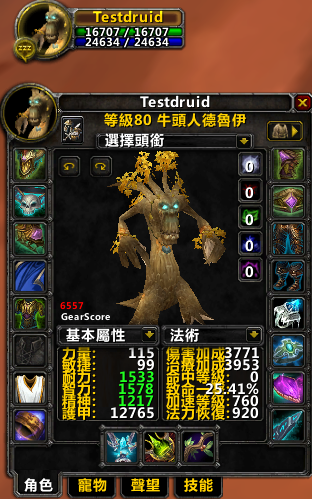 Testdruid
16707 / 16707
24634 / 24634
zzz
Testdruid
等級80 牛頭人德魯伊
選擇頭銜
0
0
0
0
0
6557
GearScore
基本屬性
力量: 115
敏捷: 99
耐力: 1533
智力: 1578
精神: 1217
護甲: 12765
法術
傷害加成 3771
治療加成 3953
命中等級 0
25.41%
加速等級 760
法力恢復 920
角色 寵物 聲望 技能